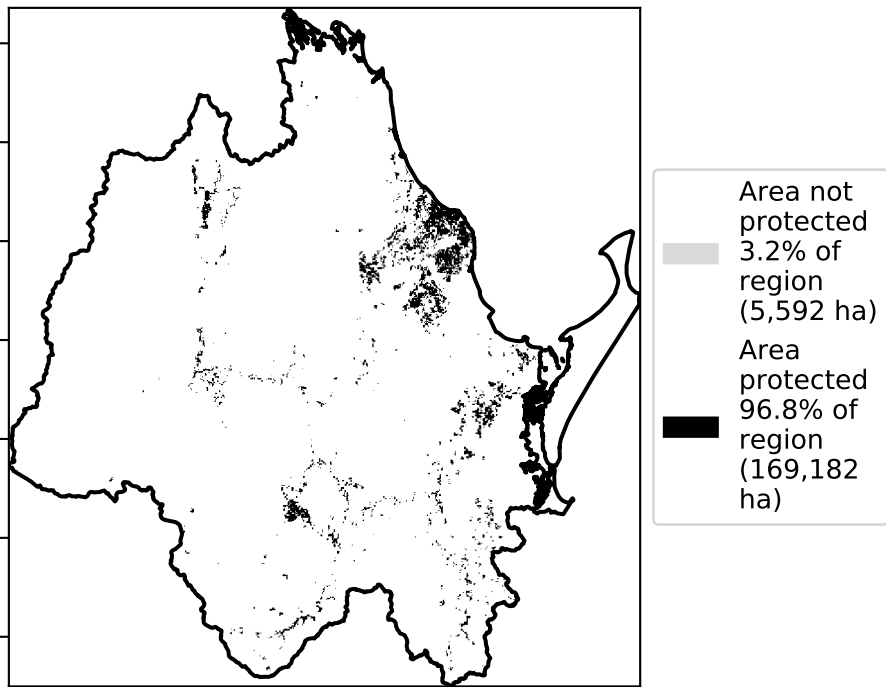 Area not
protected
3.2% of
region
(5,592 ha)
Area
protected
96.8% of
region
(169,182
ha)